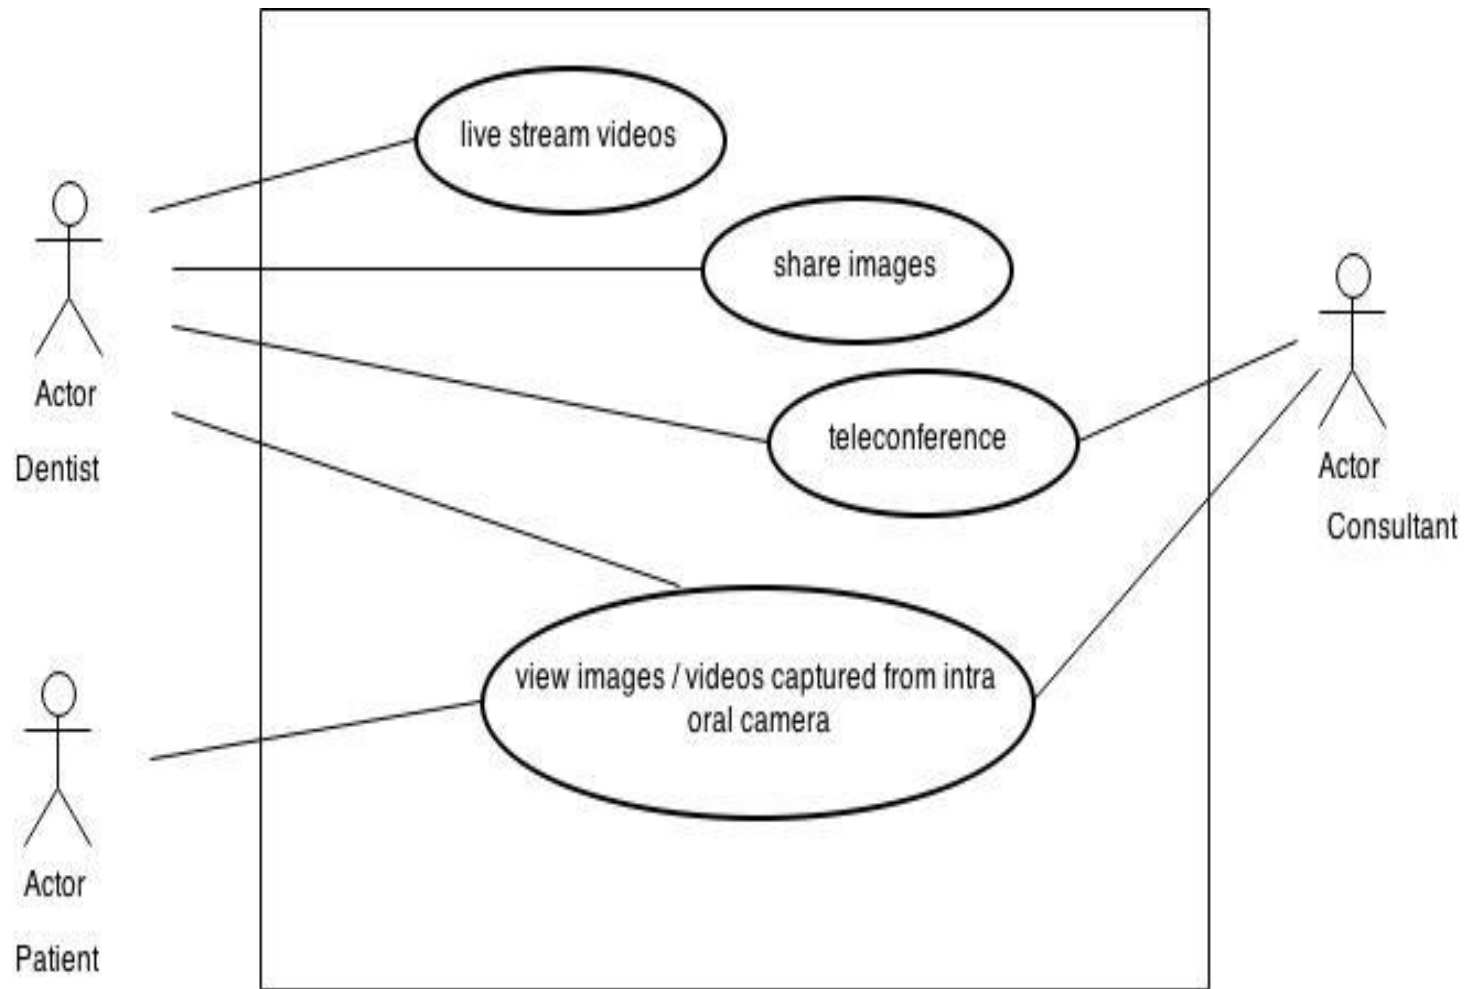 live stream videos
share images
Actor
Dentist
teleconference
Actor
Consultant
view images / videos captured from intra
oral camera
Actor
Patient